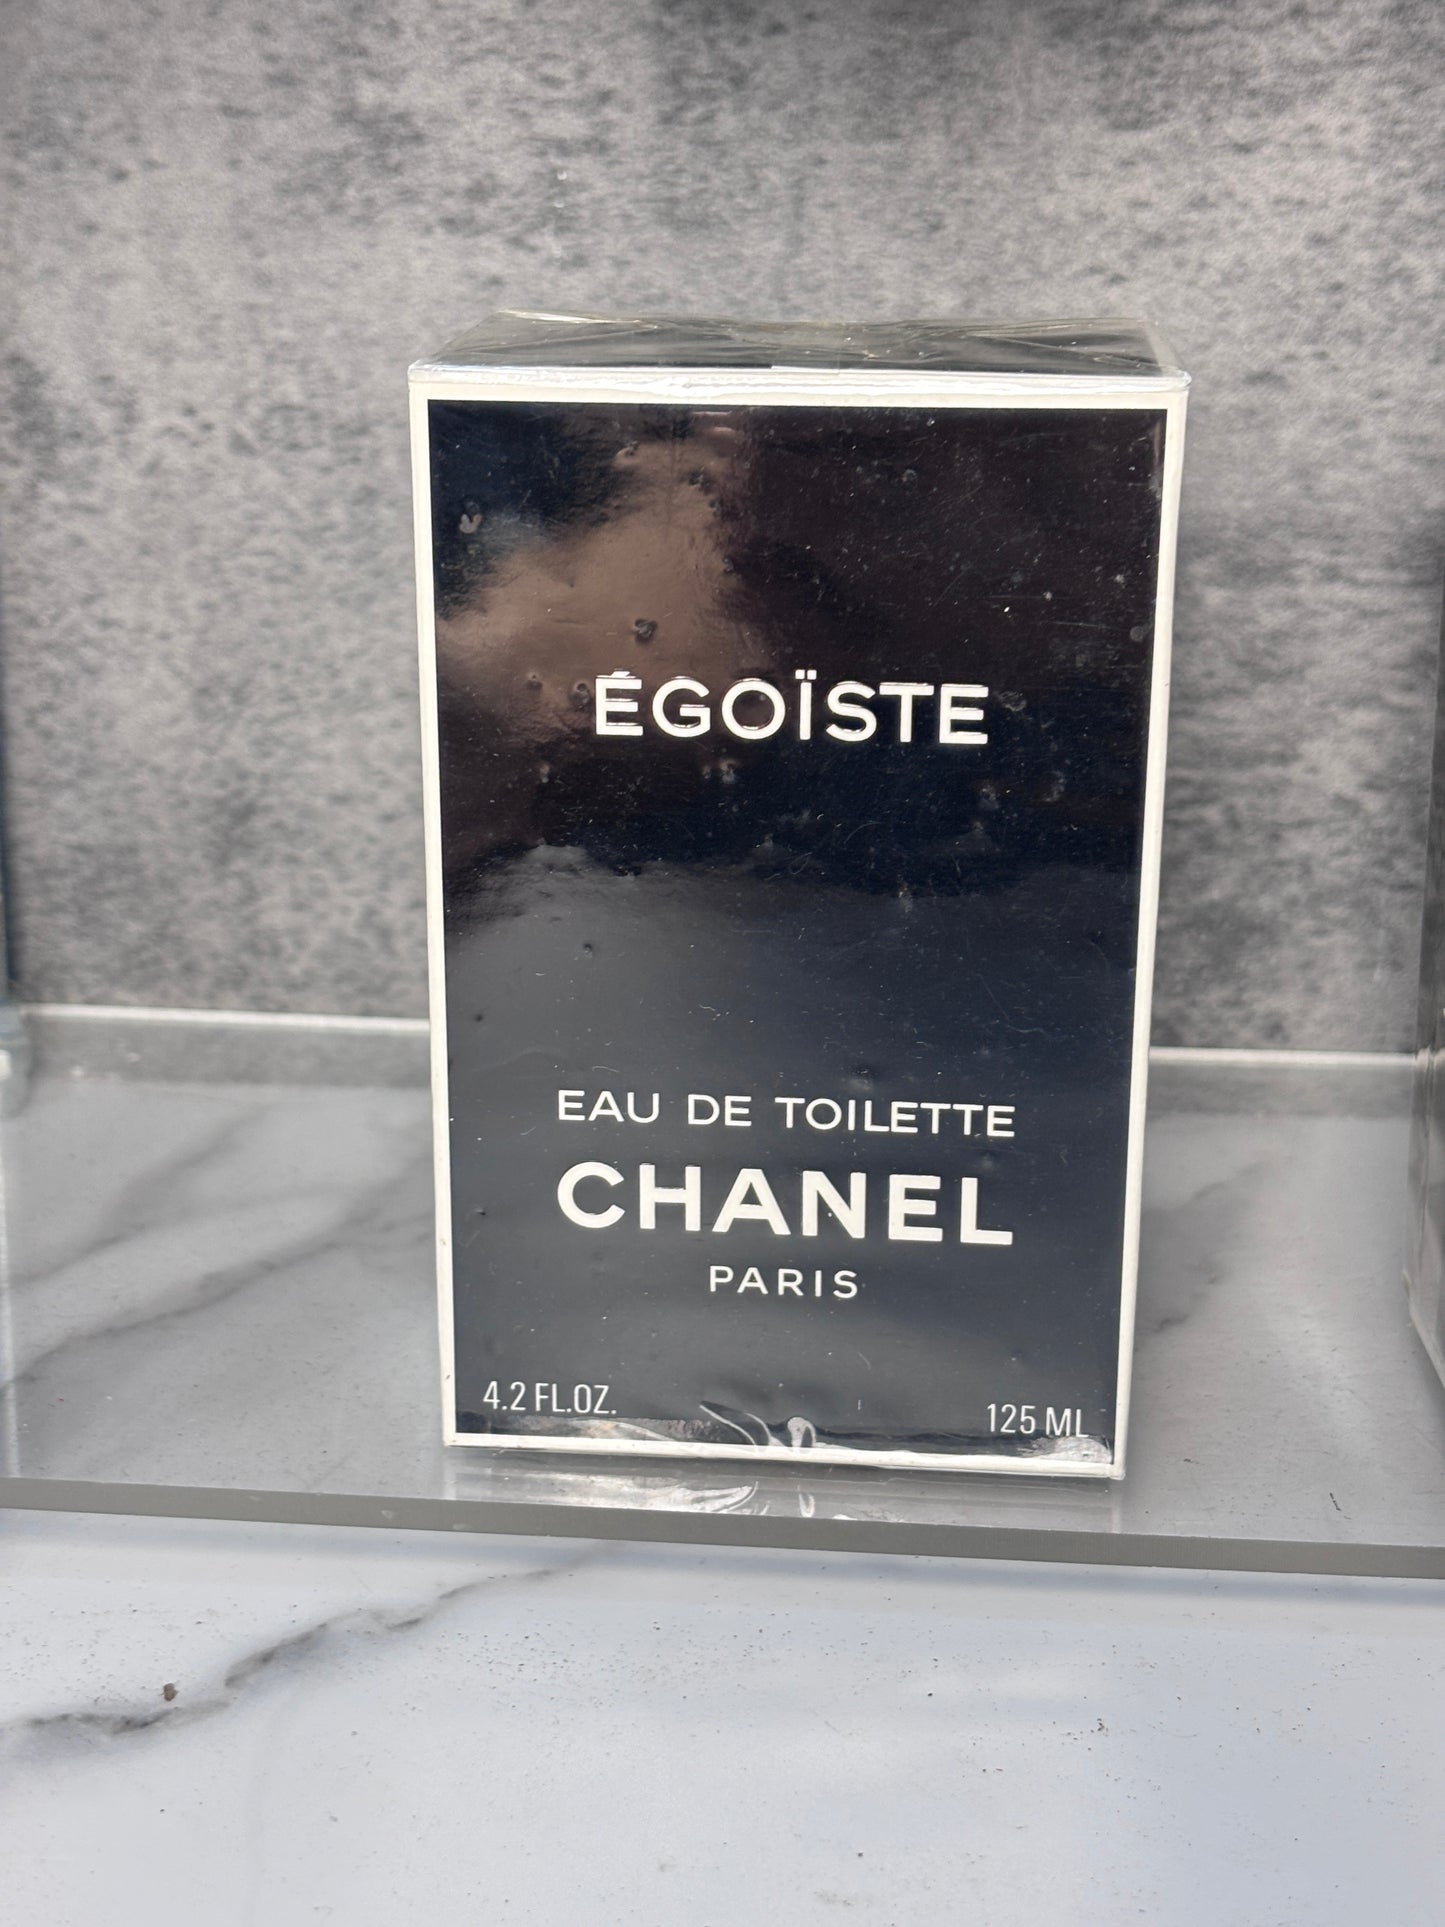 ÉGOÏSTE
EAU DE TOILETTE
CHANEL
PARIS
4.2 FL.OZ.
125 ML